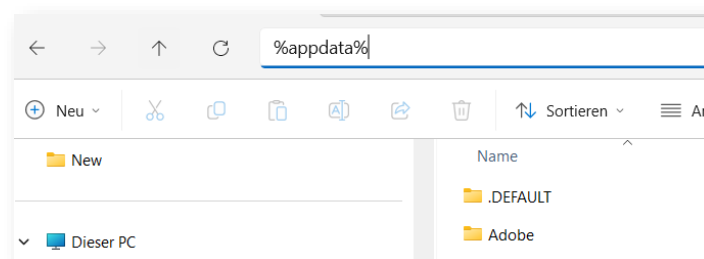 %appdata%
Neu
Sortieren
New
Name
.DEFAULT
Adobe
Dieser PC